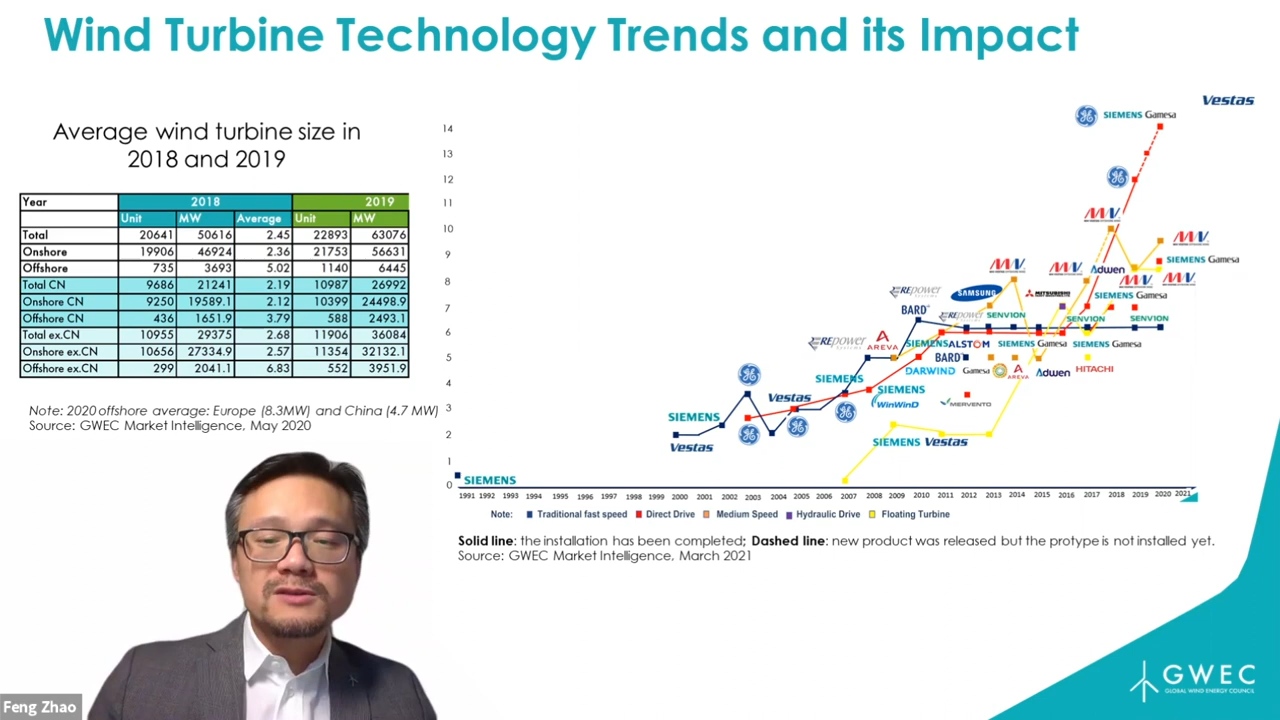 Wind Turbine Technology Trends and its Impact
Average wind turbine size in
2018 and 2019
Year 2018 2019
Unit MW Average Unit MW
Total 20641 50616 2.45 22893 63076
Onshore 19906 46924 2.36 21753 56631
Offshore 735 3693 5.02 1140 6445
Total CN 9686 21241 2.19 10987 26992
Onshore CN 9250 19589.1 2.12 10399 24498.9
Offshore CN 436 1651.9 3.79 588 2493.1
Total ex.CN 10955 29375 2.68 11906 36084
Onshore ex.CN 10656 27334.9 2.57 11354 32132.1
Offshore ex.CN 299 2041.1 6.83 552 3951.9
Note: 2020 offshore average: Europe (8.3MW) and China (4.7 MW)
Source: GWEC Market Intelligence, May 2020
Vestas
SIEMENS Gamesa
14
13
12
11
10
9
SIEMENS Gamesa
8
REpower Systems
SAMSUNG
MITSUBISHI
Adwen
SIEMENS Gamesa
7
BARD
REpower Systems
SENVION
SENVION
SENVION
6
REpower Systems
AREVA
SIEMENS
ALSTOM
SIEMENS Gamesa
SIEMENS Gamesa
5
BARD
SIEMENS
DARWIND
Gamesa
AREVA
Adwen
HITACHI
4
SIEMENS
WinWinD
Vestas
MERVENTO
3
SIEMENS
2
Vestas
SIEMENS Vestas
1
SIEMENS
0
1991 1992 1993 1994 1995 1996 1997 1998 1999 2000 2001 2002 2003 2004 2005 2006 2007 2008 2009 2010 2011 2012 2013 2014 2015 2016 2017 2018 2019 2020 2021
Note: Traditional fast speed Direct Drive Medium Speed Hydraulic Drive Floating Turbine
Solid line: the installation has been completed; Dashed line: new product was released but the protype is not installed yet.
Source: GWEC Market Intelligence, March 2021
GWEC
GLOBAL WIND ENERGY COUNCIL
Feng Zhao